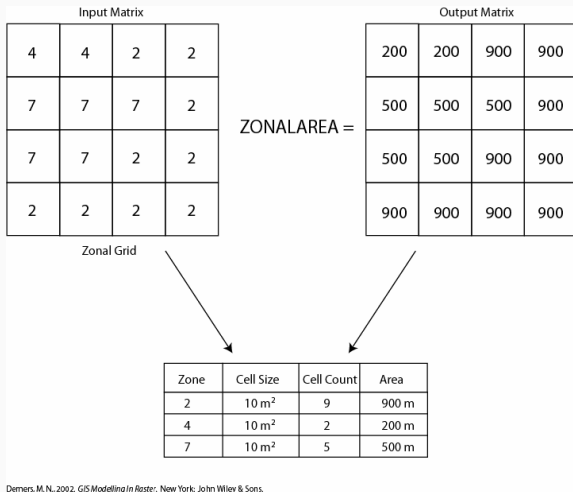 Input Matrix
Output Matrix
4 4 2 2
7 7 7 2
7 7 2 2
2 2 2 2
ZONALAREA =
200 200 900 900
500 500 500 900
500 500 900 900
900 900 900 900
Zonal Grid
Zone Cell Size Cell Count Area
2 10 m² 9 900 m
4 10 m² 2 200 m
7 10 m² 5 500 m
Demers, M. N., 2002. GIS Modelling in Raster. New York: John Wiley & Sons.